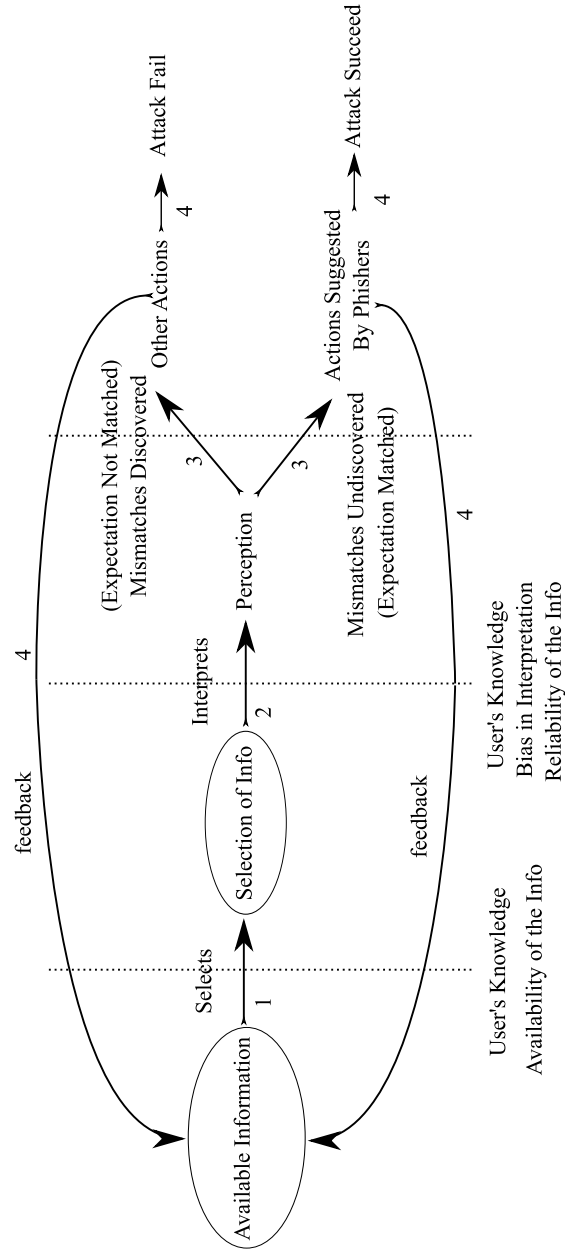 feedback
4
Attack Fail
4
Other Actions
(Expectation Not Matched)
Mismatches Discovered
3
Available Information
Selects
1
Selection of Info
Interprets
2
Perception
3
Mismatches Undiscovered
(Expectation Matched)
Actions Suggested
By Phishers
4
Attack Succeed
feedback
4
User's Knowledge
Availability of the Info
User's Knowledge
Bias in Interpretation
Reliability of the Info